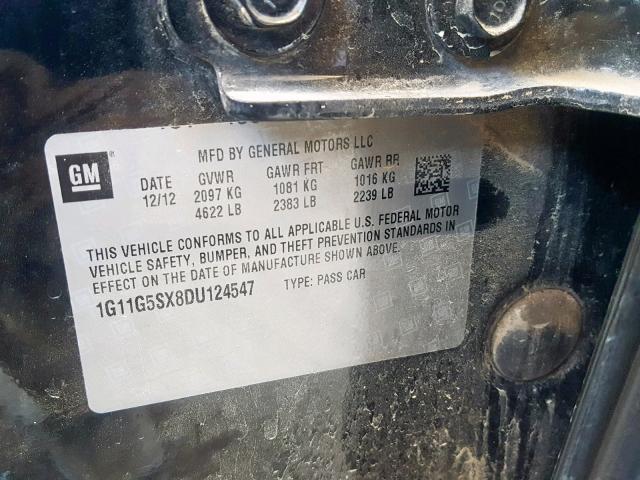 MFD BY GENERAL MOTORS LLC
GM
DATE GVWR GAWR FRT GAWR RR
12/12 2097 KG 1081 KG 1016 KG
4622 LB 2383 LB 2239 LB
THIS VEHICLE CONFORMS TO ALL APPLICABLE U.S. FEDERAL MOTOR
VEHICLE SAFETY, BUMPER, AND THEFT PREVENTION STANDARDS IN
EFFECT ON THE DATE OF MANUFACTURE SHOWN ABOVE.
1G11G5SX8DU124547 TYPE: PASS CAR